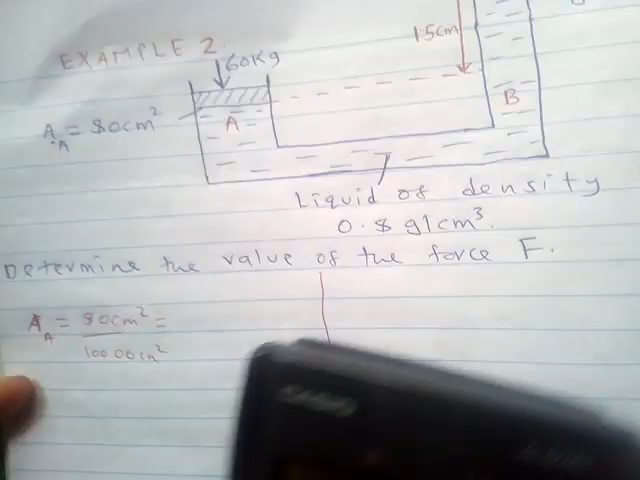 15cm
EXAMPLE 2.
60Kg
A_A = 80cm²
A
B
Liquid of density
0.8 g/cm³.
Determine the value of the force F.
A_A = 80cm² =
10000cm²
CASIO